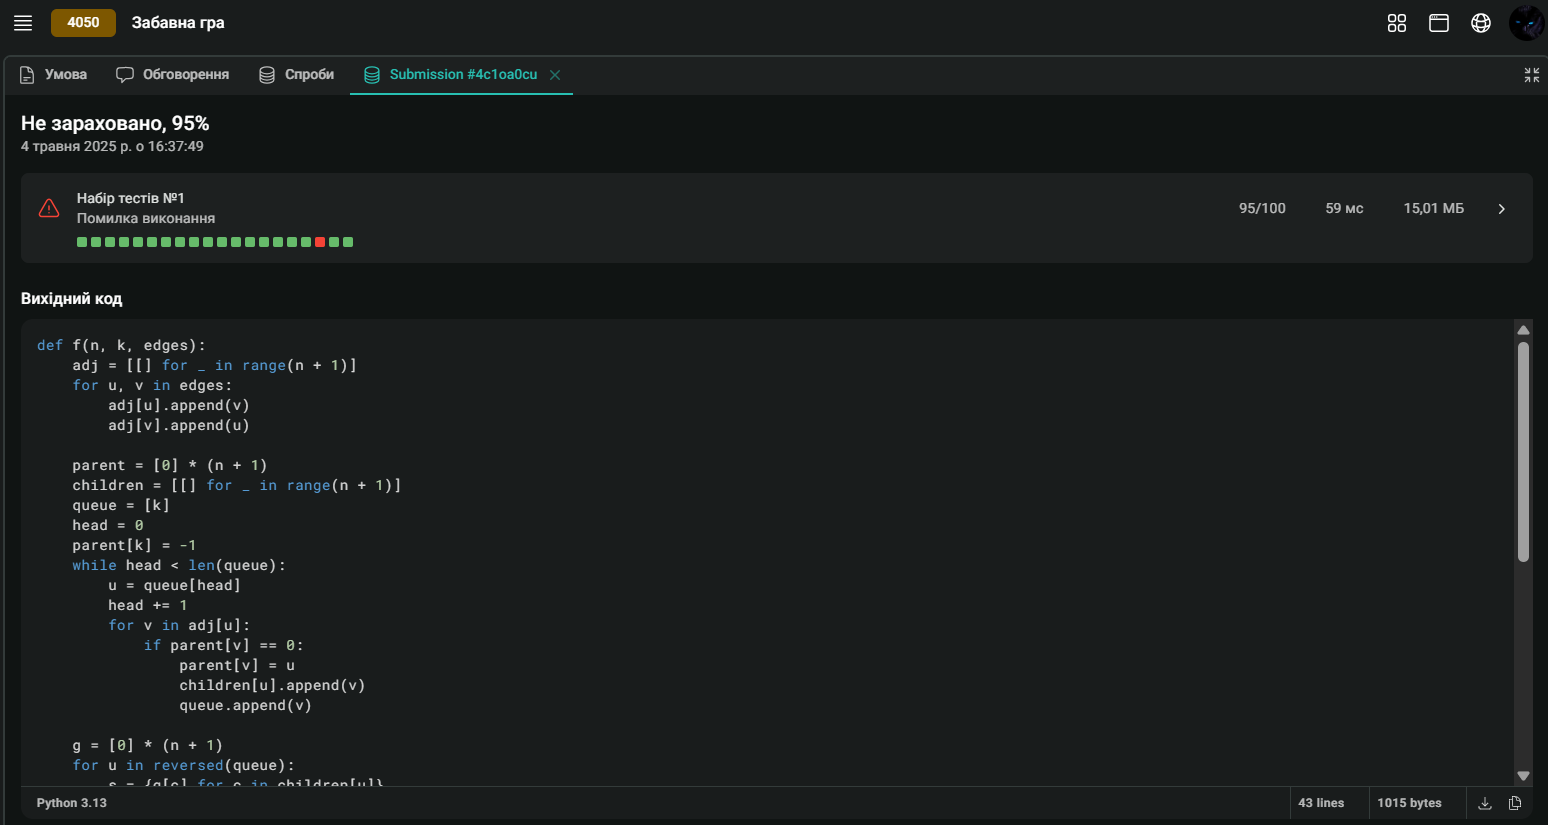 4050 Забавна гра
Умова Обговорення Спроби Submission #4c1oa0cu
Не зараховано, 95%
4 травня 2025 р. о 16:37:49
Набір тестів №1
Помилка виконання
95/100 59 мс 15,01 МБ
Вихідний код
def f(n, k, edges):
    adj = [[] for _ in range(n + 1)]
    for u, v in edges:
        adj[u].append(v)
        adj[v].append(u)
    parent = [0] * (n + 1)
    children = [[] for _ in range(n + 1)]
    queue = [k]
    head = 0
    parent[k] = -1
    while head < len(queue):
        u = queue[head]
        head += 1
        for v in adj[u]:
            if parent[v] == 0:
                parent[v] = u
                children[u].append(v)
                queue.append(v)
    g = [0] * (n + 1)
    for u in reversed(queue):
        s = {g[c] for c in children[u]}
Python 3.13 43 lines 1015 bytes